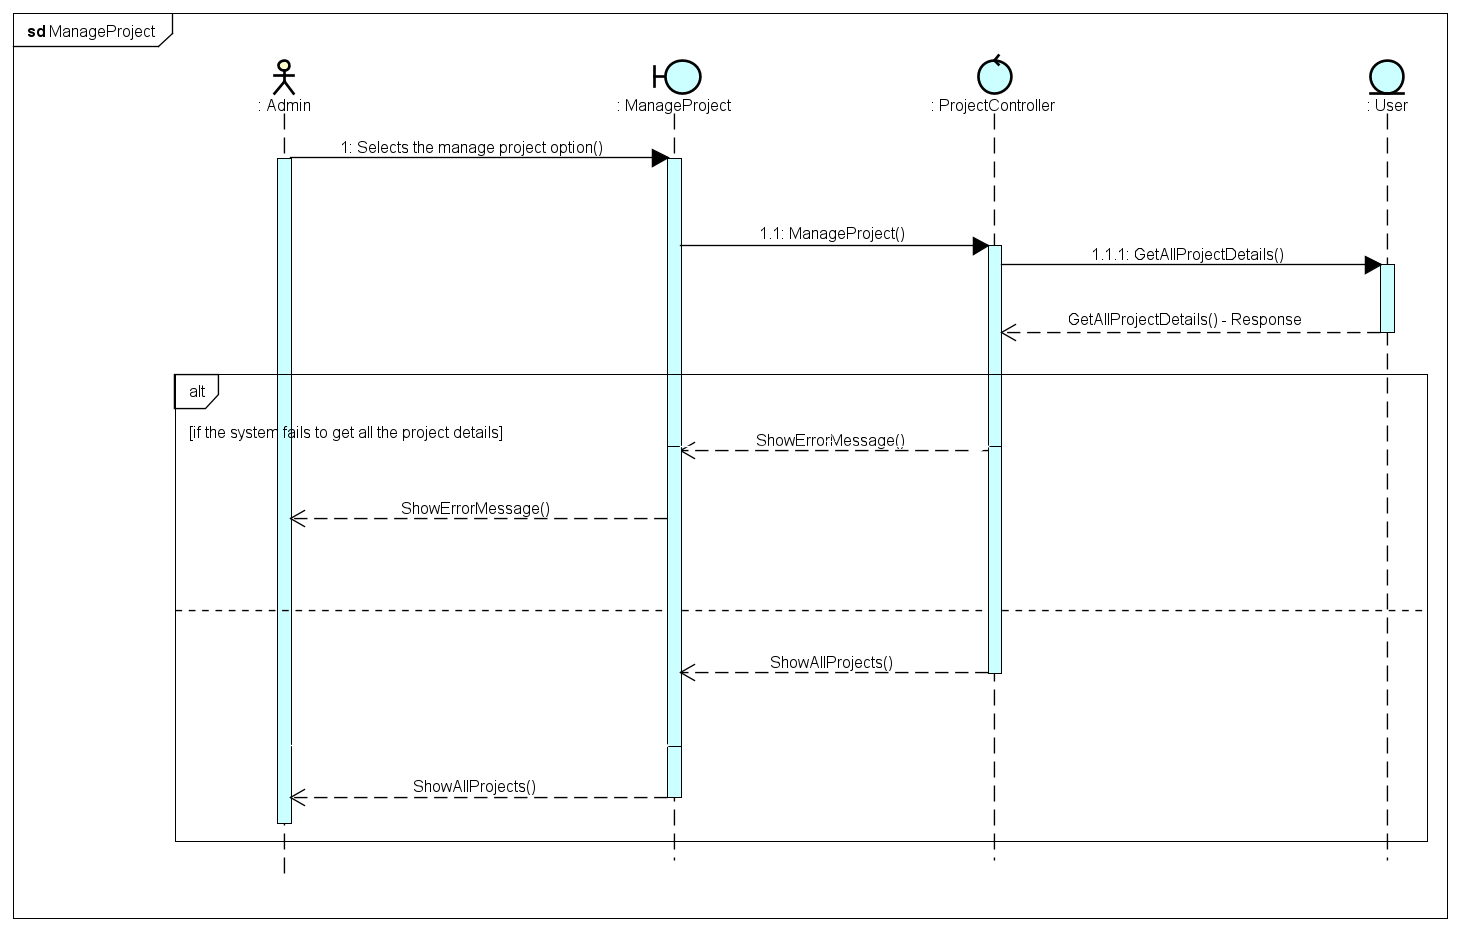 sd ManageProject
: Admin
: ManageProject
: ProjectController
: User
1: Selects the manage project option()
1.1: ManageProject()
1.1.1: GetAllProjectDetails()
GetAllProjectDetails() - Response
alt
[if the system fails to get all the project details]
ShowErrorMessage()
ShowErrorMessage()
ShowAllProjects()
ShowAllProjects()